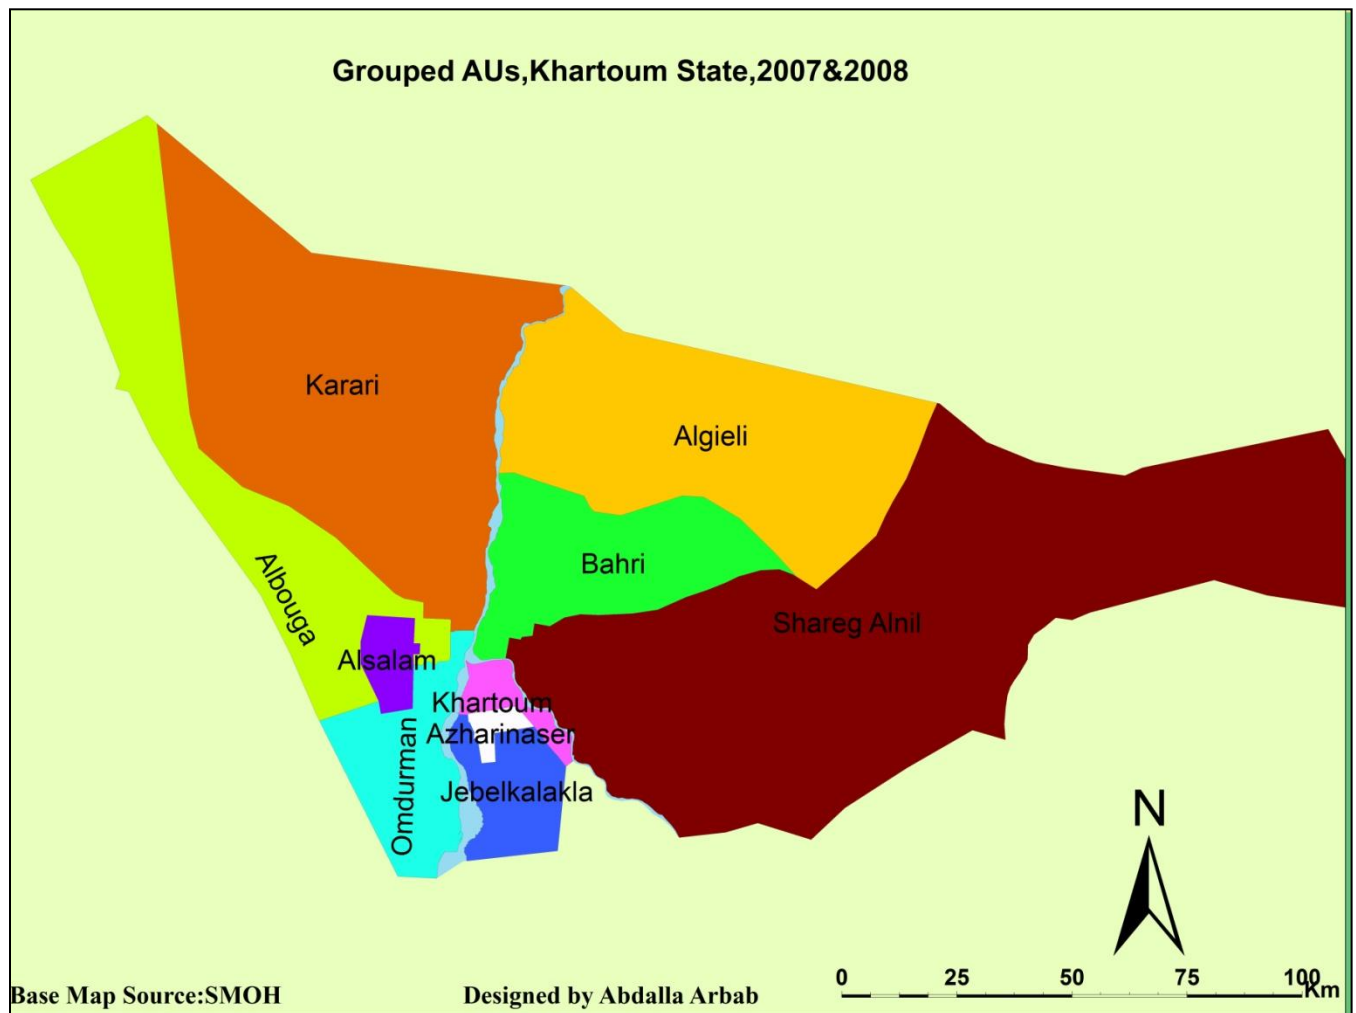 Grouped AUs,Khartoum State,2007&2008
Karari
Algieli
Bahri
Albouga
Shareg Alnil
Alsalam
Khartoum
Azharinaser
Omdurman
Jebelkalakla
N
0 25 50 75 100
Km
Base Map Source:SMOH
Designed by Abdalla Arbab